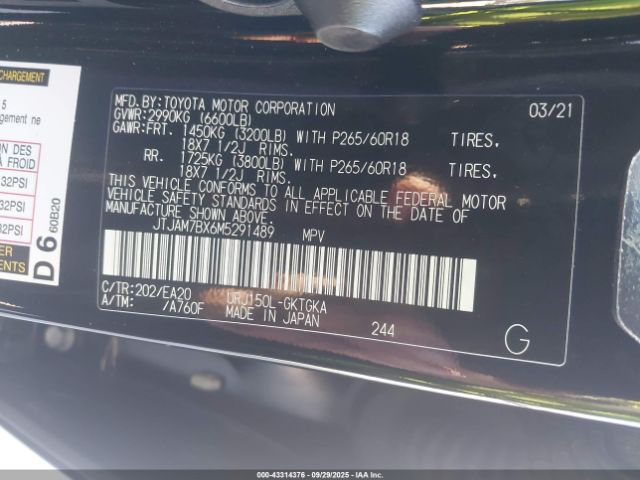 CHARGEMENT
5
gement ne
ON DES
À FROID
32PSI
32PSI
32PSI
ER
ENTS
D 6 60B20
MFD.BY:TOYOTA MOTOR CORPORATION 03/21
GVWR:2990KG (6600LB)
GAWR:FRT. 1450KG (3200LB) WITH P265/60R18 TIRES,
18X7 1/2J RIMS.
RR. 1725KG (3800LB) WITH P265/60R18 TIRES,
18X7 1/2J RIMS.
THIS VEHICLE CONFORMS TO ALL APPLICABLE FEDERAL MOTOR
VEHICLE SAFETY STANDARDS IN EFFECT ON THE DATE OF
MANUFACTURE SHOWN ABOVE.
JTJAM7BX6M5291489 MPV
C/TR:202/EA20 URJ150L-GKTGKA
A/TM: /A760F MADE IN JAPAN 244 G
000-43314376 - 09/29/2025 - IAAI.COM